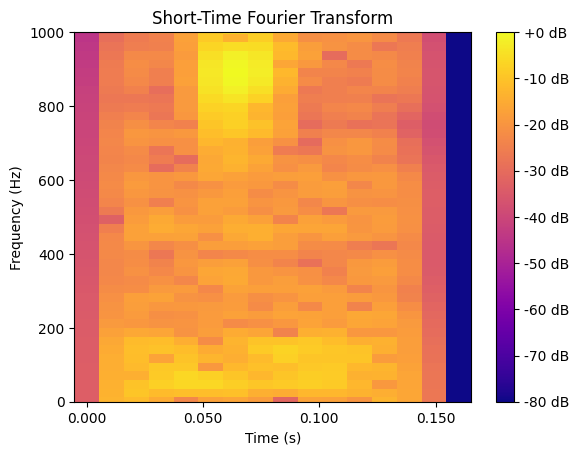 Short-Time Fourier Transform
1000
800
600
400
200
0
Frequency (Hz)
0.000
0.050
0.100
0.150
Time (s)
+0 dB
-10 dB
-20 dB
-30 dB
-40 dB
-50 dB
-60 dB
-70 dB
-80 dB